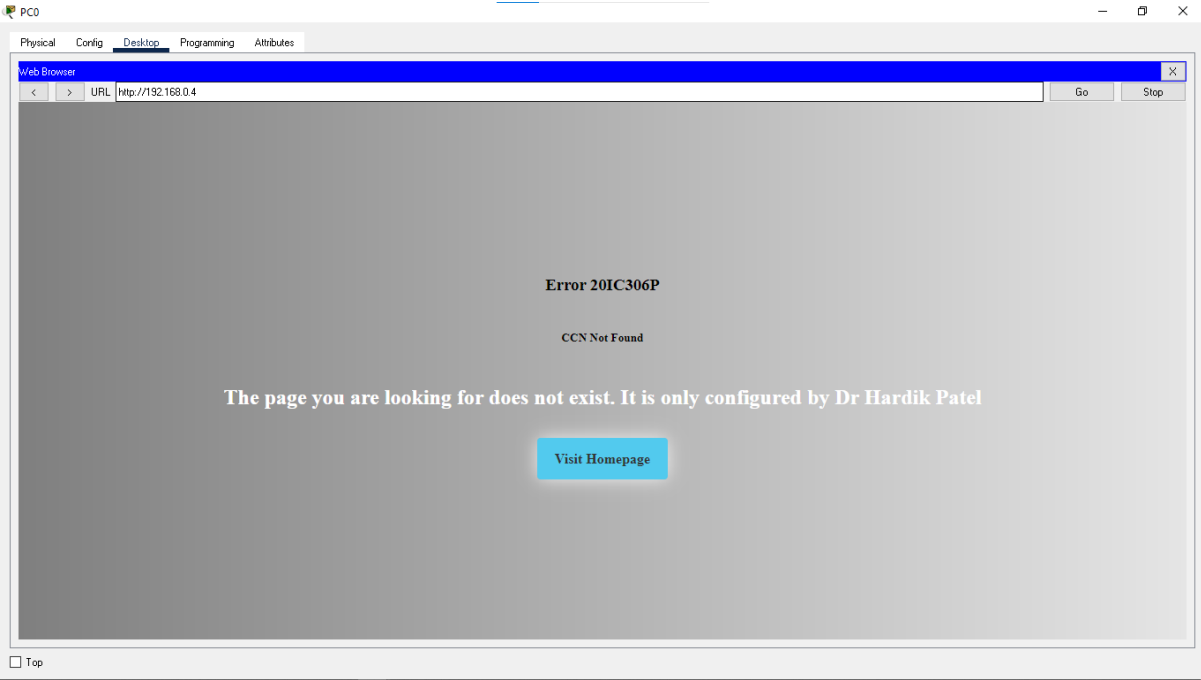 PC0
Physical Config Desktop Programming Attributes
Web Browser X
< > URL http://192.168.0.4 Go Stop
Error 20IC306P
CCN Not Found
The page you are looking for does not exist. It is only configured by Dr Hardik Patel
Visit Homepage
Top